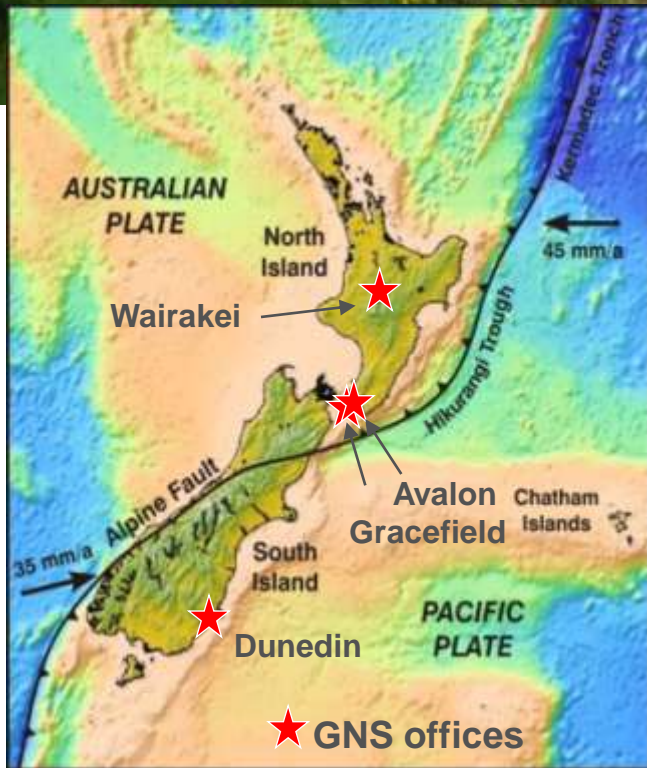 Kermadec Trench
AUSTRALIAN
PLATE
North
Island
45 mm/a
Wairakei
Hikurangi Trough
Avalon
Gracefield
Chatham
Islands
Alpine Fault
35 mm/a
South
Island
PACIFIC
PLATE
Dunedin
GNS offices